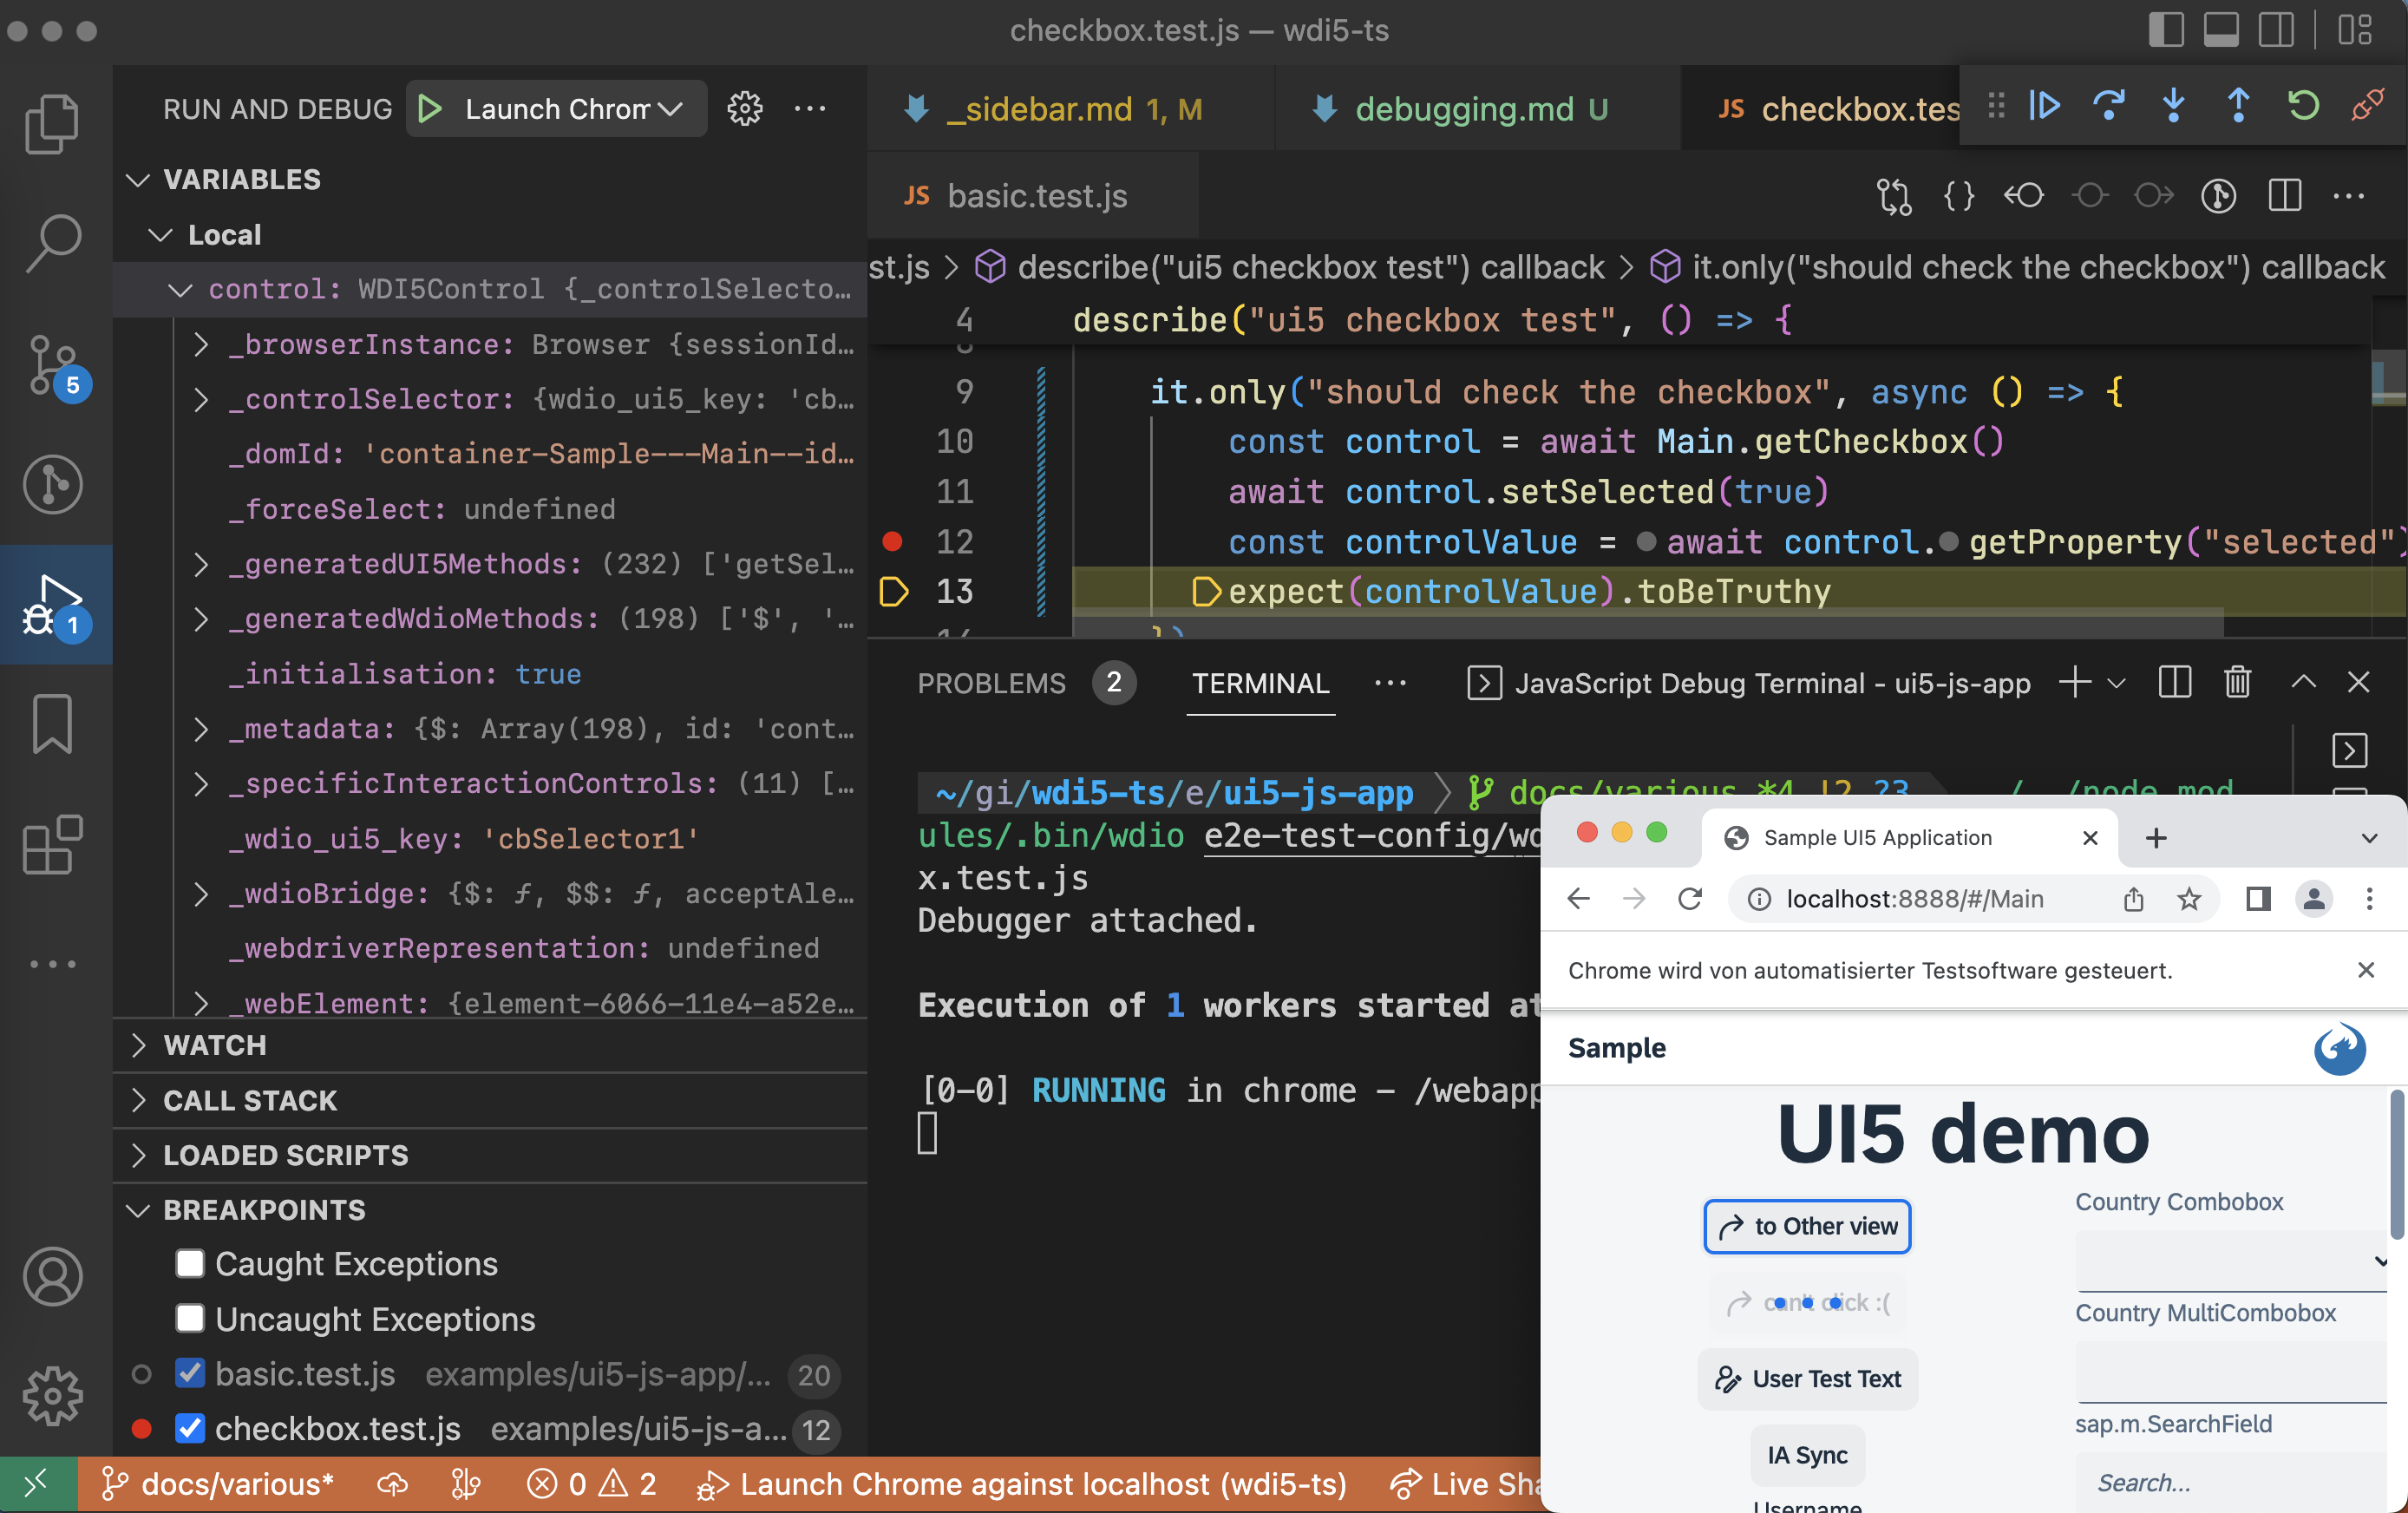 checkbox.test.js — wdi5-ts
RUN AND DEBUG
Launch Chrom
_sidebar.md 1, M
debugging.md U
JS checkbox.tes
JS basic.test.js
VARIABLES
Local
control: WDI5Control {_controlSelecto…
_browserInstance: Browser {sessionId…
_controlSelector: {wdio_ui5_key: 'cb…
_domId: 'container-Sample---Main--id…
_forceSelect: undefined
_generatedUI5Methods: (232) ['getSel…
_generatedWdioMethods: (198) ['$', '…
_initialisation: true
_metadata: {$: Array(198), id: 'cont…
_specificInteractionControls: (11) […
_wdio_ui5_key: 'cbSelector1'
_wdioBridge: {$: ƒ, $$: ƒ, acceptAle…
_webdriverRepresentation: undefined
_webElement: {element-6066-11e4-a52e…
WATCH
CALL STACK
LOADED SCRIPTS
BREAKPOINTS
Caught Exceptions
Uncaught Exceptions
basic.test.js examples/ui5-js-app/… 20
checkbox.test.js examples/ui5-js-a… 12
5
1
st.js > describe("ui5 checkbox test") callback > it.only("should check the checkbox") callback
4 describe("ui5 checkbox test", () => {
9 it.only("should check the checkbox", async () => {
10 const control = await Main.getCheckbox()
11 await control.setSelected(true)
12 const controlValue = await control.getProperty("selected")
13 expect(controlValue).toBeTruthy
14 })
PROBLEMS 2 TERMINAL JavaScript Debug Terminal - ui5-js-app
~/gi/wdi5-ts/e/ui5-js-app docs/various *4 !2 ?3 ../../node_mod
ules/.bin/wdio e2e-test-config/wd
x.test.js
Debugger attached.
Execution of 1 workers started at
[0-0] RUNNING in chrome - /webapp
Sample UI5 Application
localhost:8888/#/Main
Chrome wird von automatisierter Testsoftware gesteuert.
Sample
UI5 demo
to Other view
can't click :(
User Test Text
IA Sync
Username
Country Combobox
Country MultiCombobox
sap.m.SearchField
Search...
docs/various* 0 2 Launch Chrome against localhost (wdi5-ts) Live Sha